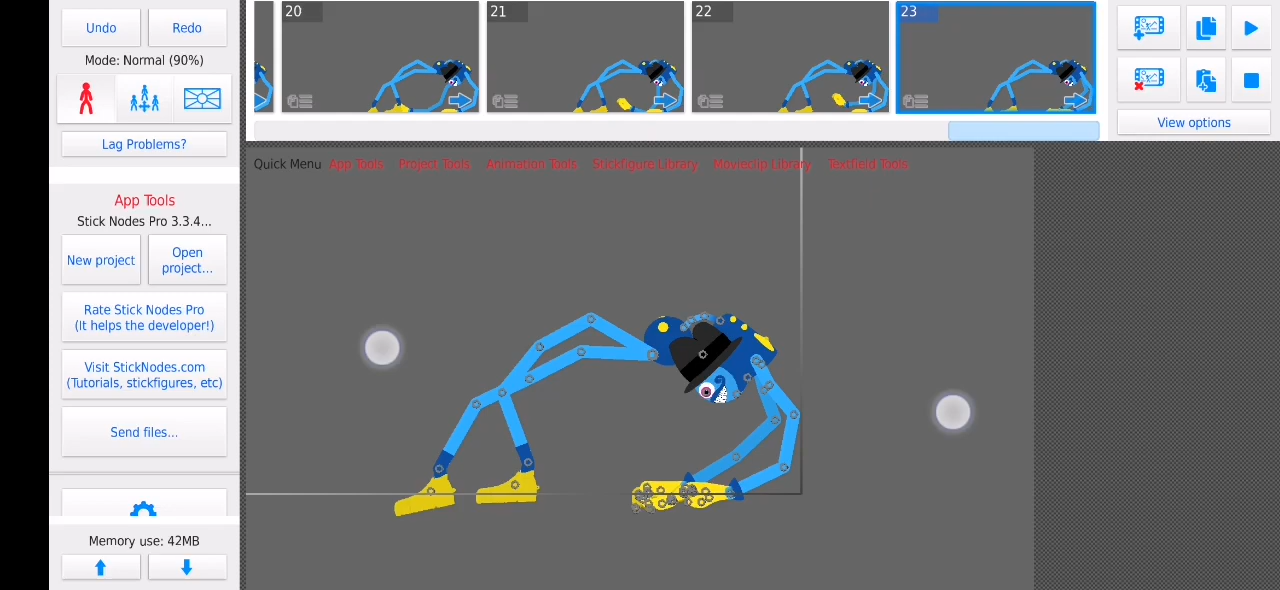 Undo
Redo
Mode: Normal (90%)
Lag Problems?
App Tools
Stick Nodes Pro 3.3.4...
New project
Open
project...
Rate Stick Nodes Pro
(It helps the developer!)
Visit StickNodes.com
(Tutorials, stickfigures, etc)
Send files...
Memory use: 42MB
20
21
22
23
View options
Quick Menu
App Tools
Project Tools
Animation Tools
Stickfigure Library
Movieclip Library
Textfield Tools